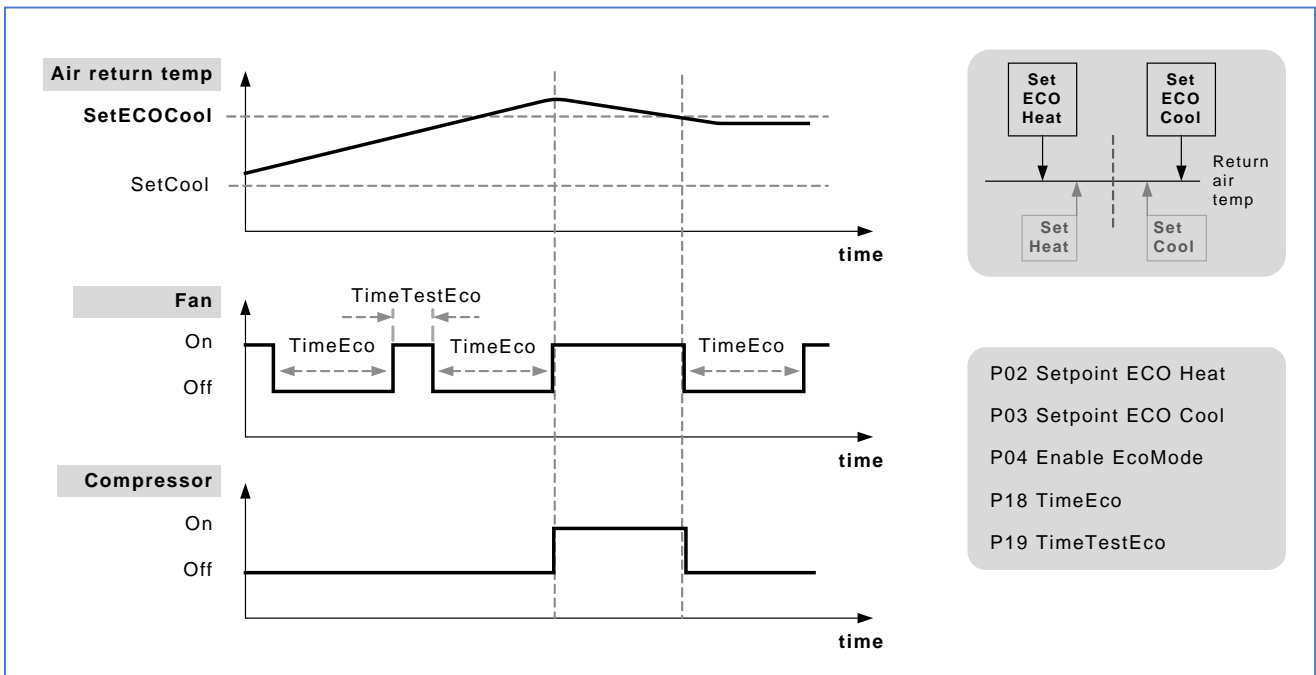 Air return temp
SetECOCool
SetCool
time
Fan
TimeTestEco
On
TimeEco
TimeEco
TimeEco
Off
time
Compressor
On
Off
time
Set
ECO
Heat
Set
ECO
Cool
Return
air
temp
Set
Heat
Set
Cool
P02 Setpoint ECO Heat
P03 Setpoint ECO Cool
P04 Enable EcoMode
P18 TimeEco
P19 TimeTestEco